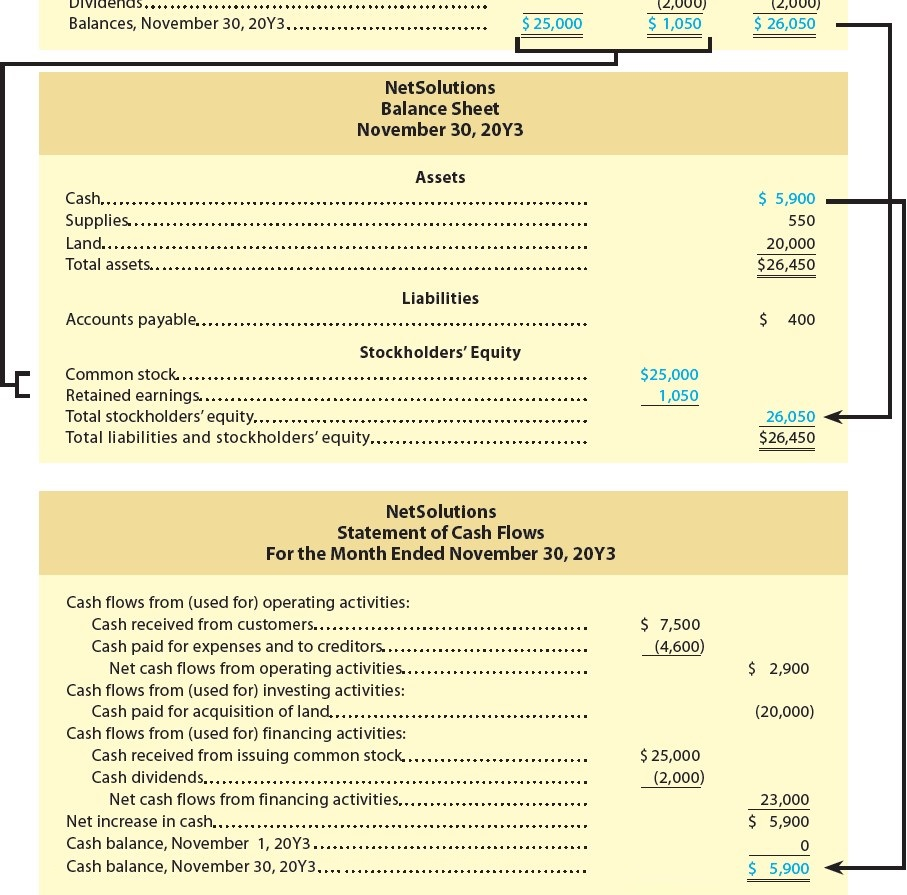 Dividends (2,000) (2,000)
Balances, November 30, 20Y3 $ 25,000 $ 1,050 $ 26,050
NetSolutions
Balance Sheet
November 30, 20Y3
Assets
Cash $ 5,900
Supplies 550
Land 20,000
Total assets $26,450
Liabilities
Accounts payable $ 400
Stockholders' Equity
Common stock $25,000
Retained earnings 1,050
Total stockholders' equity 26,050
Total liabilities and stockholders' equity $26,450
NetSolutions
Statement of Cash Flows
For the Month Ended November 30, 20Y3
Cash flows from (used for) operating activities:
Cash received from customers $ 7,500
Cash paid for expenses and to creditors (4,600)
Net cash flows from operating activities $ 2,900
Cash flows from (used for) investing activities:
Cash paid for acquisition of land (20,000)
Cash flows from (used for) financing activities:
Cash received from issuing common stock $ 25,000
Cash dividends (2,000)
Net cash flows from financing activities 23,000
Net increase in cash $ 5,900
Cash balance, November 1, 20Y3 0
Cash balance, November 30, 20Y3 $ 5,900